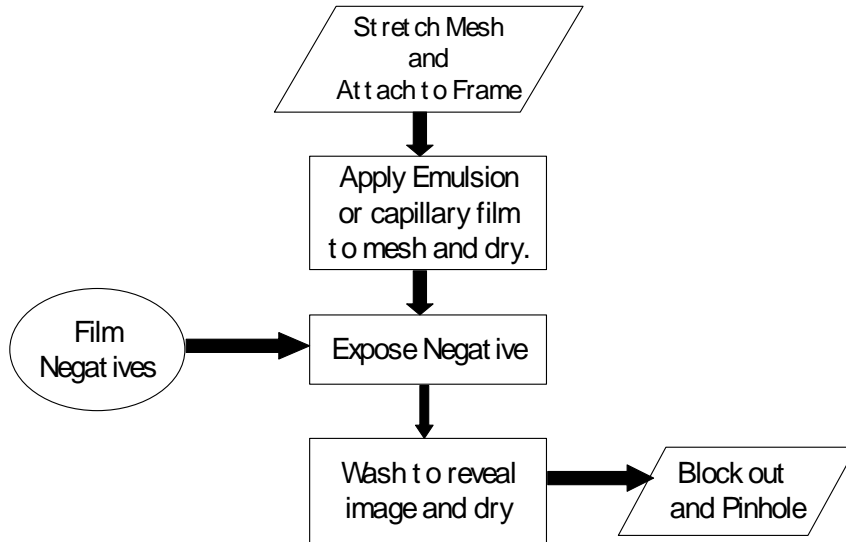 Stretch Mesh
and
Attach to Frame
Apply Emulsion
or capillary film
to mesh and dry.
Film
Negatives
Expose Negative
Wash to reveal
image and dry
Block out
and Pinhole